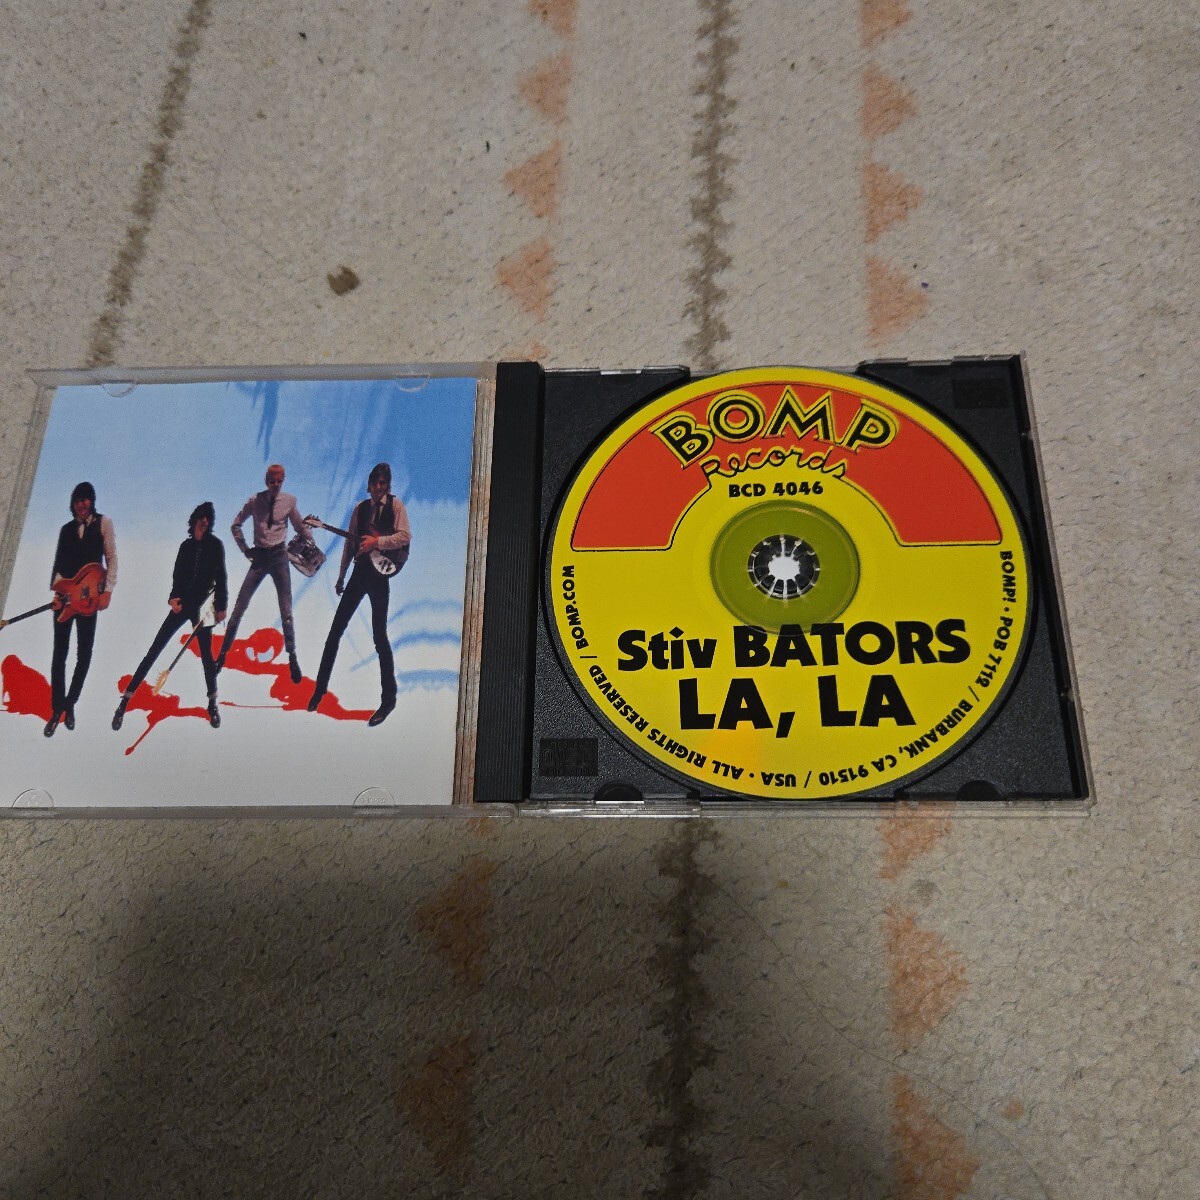 BOMP
Records
BCD 4046
Stiv BATORS
LA, LA
BOMP! • POB 7112 / BURBANK, CA 91510 / USA • ALL RIGHTS RESERVED / BOMP.COM